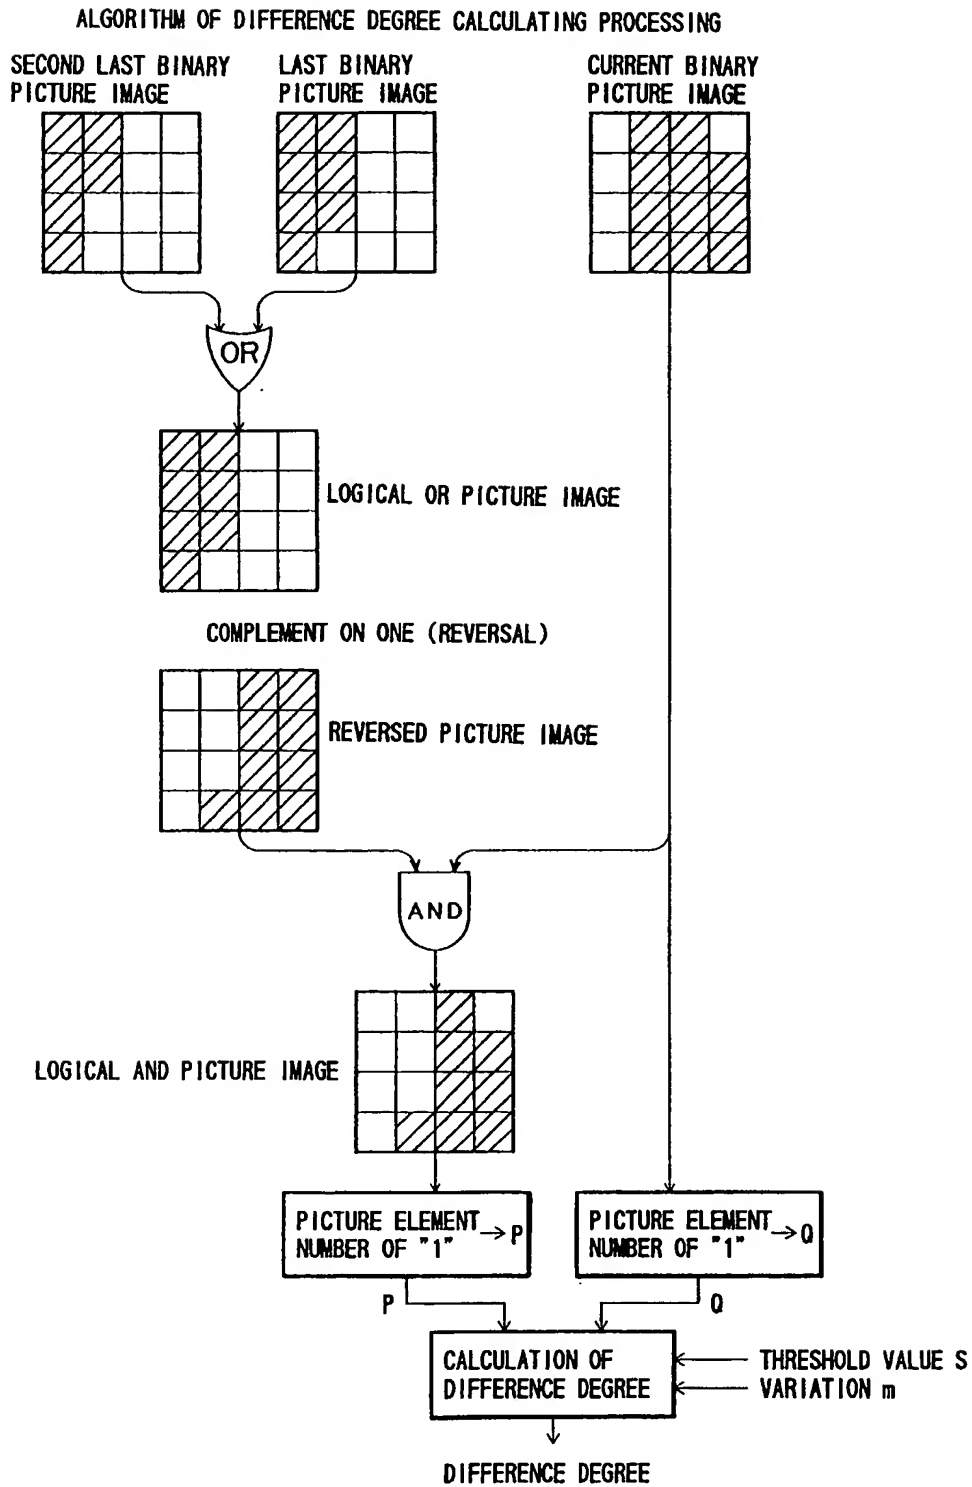 ALGORITHM OF DIFFERENCE DEGREE CALCULATING PROCESSING
SECOND LAST BINARY
PICTURE IMAGE
LAST BINARY
PICTURE IMAGE
CURRENT BINARY
PICTURE IMAGE
OR
LOGICAL OR PICTURE IMAGE
COMPLEMENT ON ONE (REVERSAL)
REVERSED PICTURE IMAGE
AND
LOGICAL AND PICTURE IMAGE
PICTURE ELEMENT
NUMBER OF "1" → P
PICTURE ELEMENT
NUMBER OF "1" → Q
P
Q
CALCULATION OF
DIFFERENCE DEGREE
THRESHOLD VALUE S
VARIATION m
DIFFERENCE DEGREE